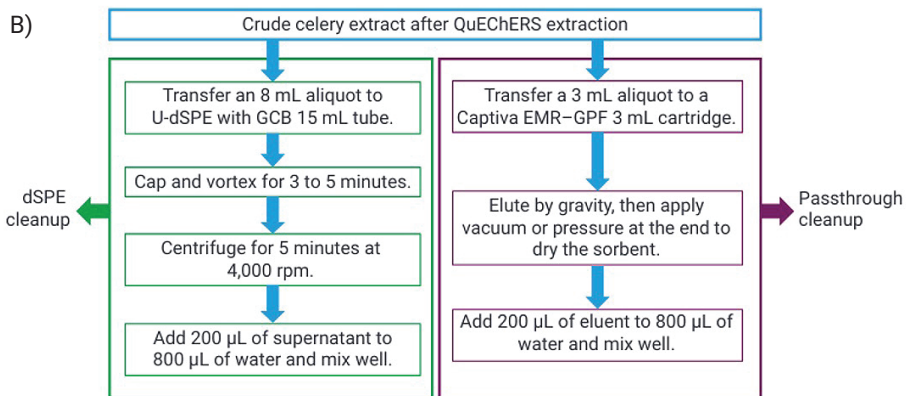 B)
Crude celery extract after QuEChERS extraction
Transfer an 8 mL aliquot to
U-dSPE with GCB 15 mL tube.
Cap and vortex for 3 to 5 minutes.
Centrifuge for 5 minutes at
4,000 rpm.
Add 200 µL of supernatant to
800 µL of water and mix well.
dSPE
cleanup
Transfer a 3 mL aliquot to a
Captiva EMR–GPF 3 mL cartridge.
Elute by gravity, then apply
vacuum or pressure at the end to
dry the sorbent.
Add 200 µL of eluent to 800 µL of
water and mix well.
Passthrough
cleanup